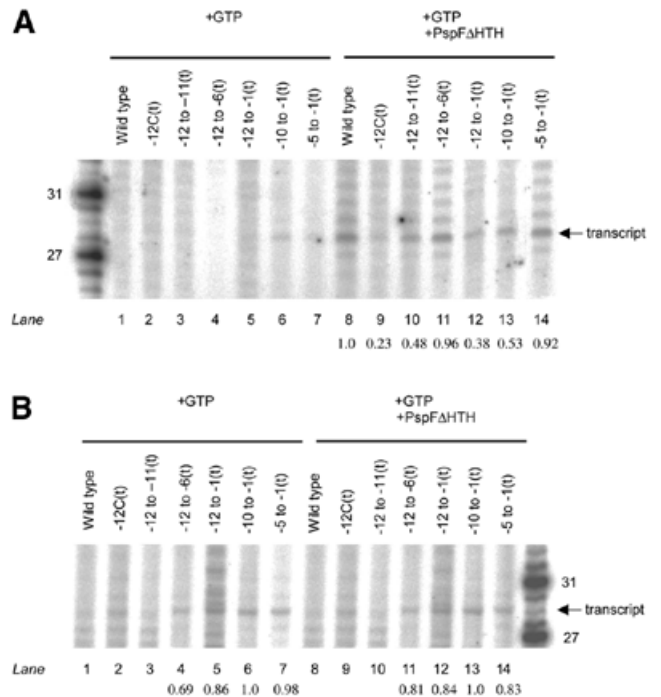 A
+GTP
+GTP
+PspFΔHTH
Wild type
-12C(t)
-12 to –11(t)
-12 to -6(t)
-12 to -1(t)
-10 to -1(t)
-5 to -1(t)
Wild type
-12C(t)
-12 to -11(t)
-12 to -6(t)
-12 to -1(t)
-10 to -1(t)
-5 to -1(t)
31
27
transcript
Lane 1 2 3 4 5 6 7 8 9 10 11 12 13 14
1.0 0.23 0.48 0.96 0.38 0.53 0.92
B
+GTP
+GTP
+PspFΔHTH
Wild type
-12C(t)
-12 to -11(t)
-12 to -6(t)
-12 to -1(t)
-10 to -1(t)
-5 to -1(t)
Wild type
-12C(t)
-12 to -11(t)
-12 to -6(t)
-12 to -1(t)
-10 to -1(t)
-5 to -1(t)
31
transcript
27
Lane 1 2 3 4 5 6 7 8 9 10 11 12 13 14
0.69 0.86 1.0 0.98 0.81 0.84 1.0 0.83